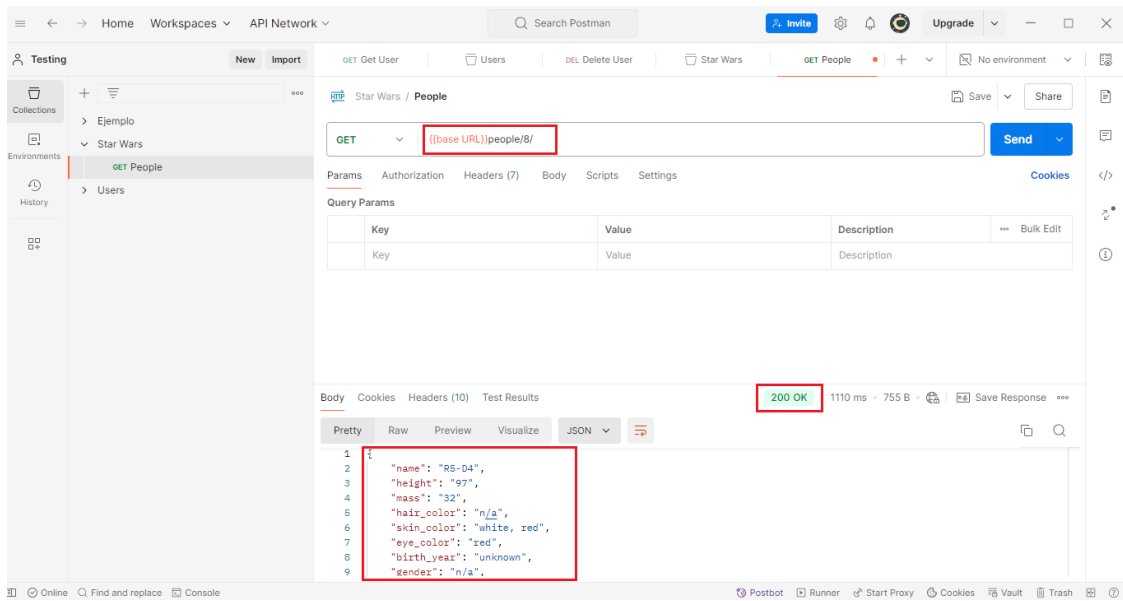 Home Workspaces API Network Search Postman Invite Upgrade
Testing New Import GET Get User Users DEL Delete User Star Wars GET People No environment
Collections
Environments
History
Ejemplo
Star Wars
GET People
Users
HTTP Star Wars / People Save Share
GET {{base URL}}people/8/ Send
Params Authorization Headers (7) Body Scripts Settings Cookies
Query Params
Key Value Description Bulk Edit
Key Value Description
Body Cookies Headers (10) Test Results 200 OK 1110 ms 755 B Save Response
Pretty Raw Preview Visualize JSON
1 {
2 "name": "R5-D4",
3 "height": "97",
4 "mass": "32",
5 "hair_color": "n/a",
6 "skin_color": "white, red",
7 "eye_color": "red",
8 "birth_year": "unknown",
9 "gender": "n/a",
Online Find and replace Console Postbot Runner Start Proxy Cookies Vault Trash